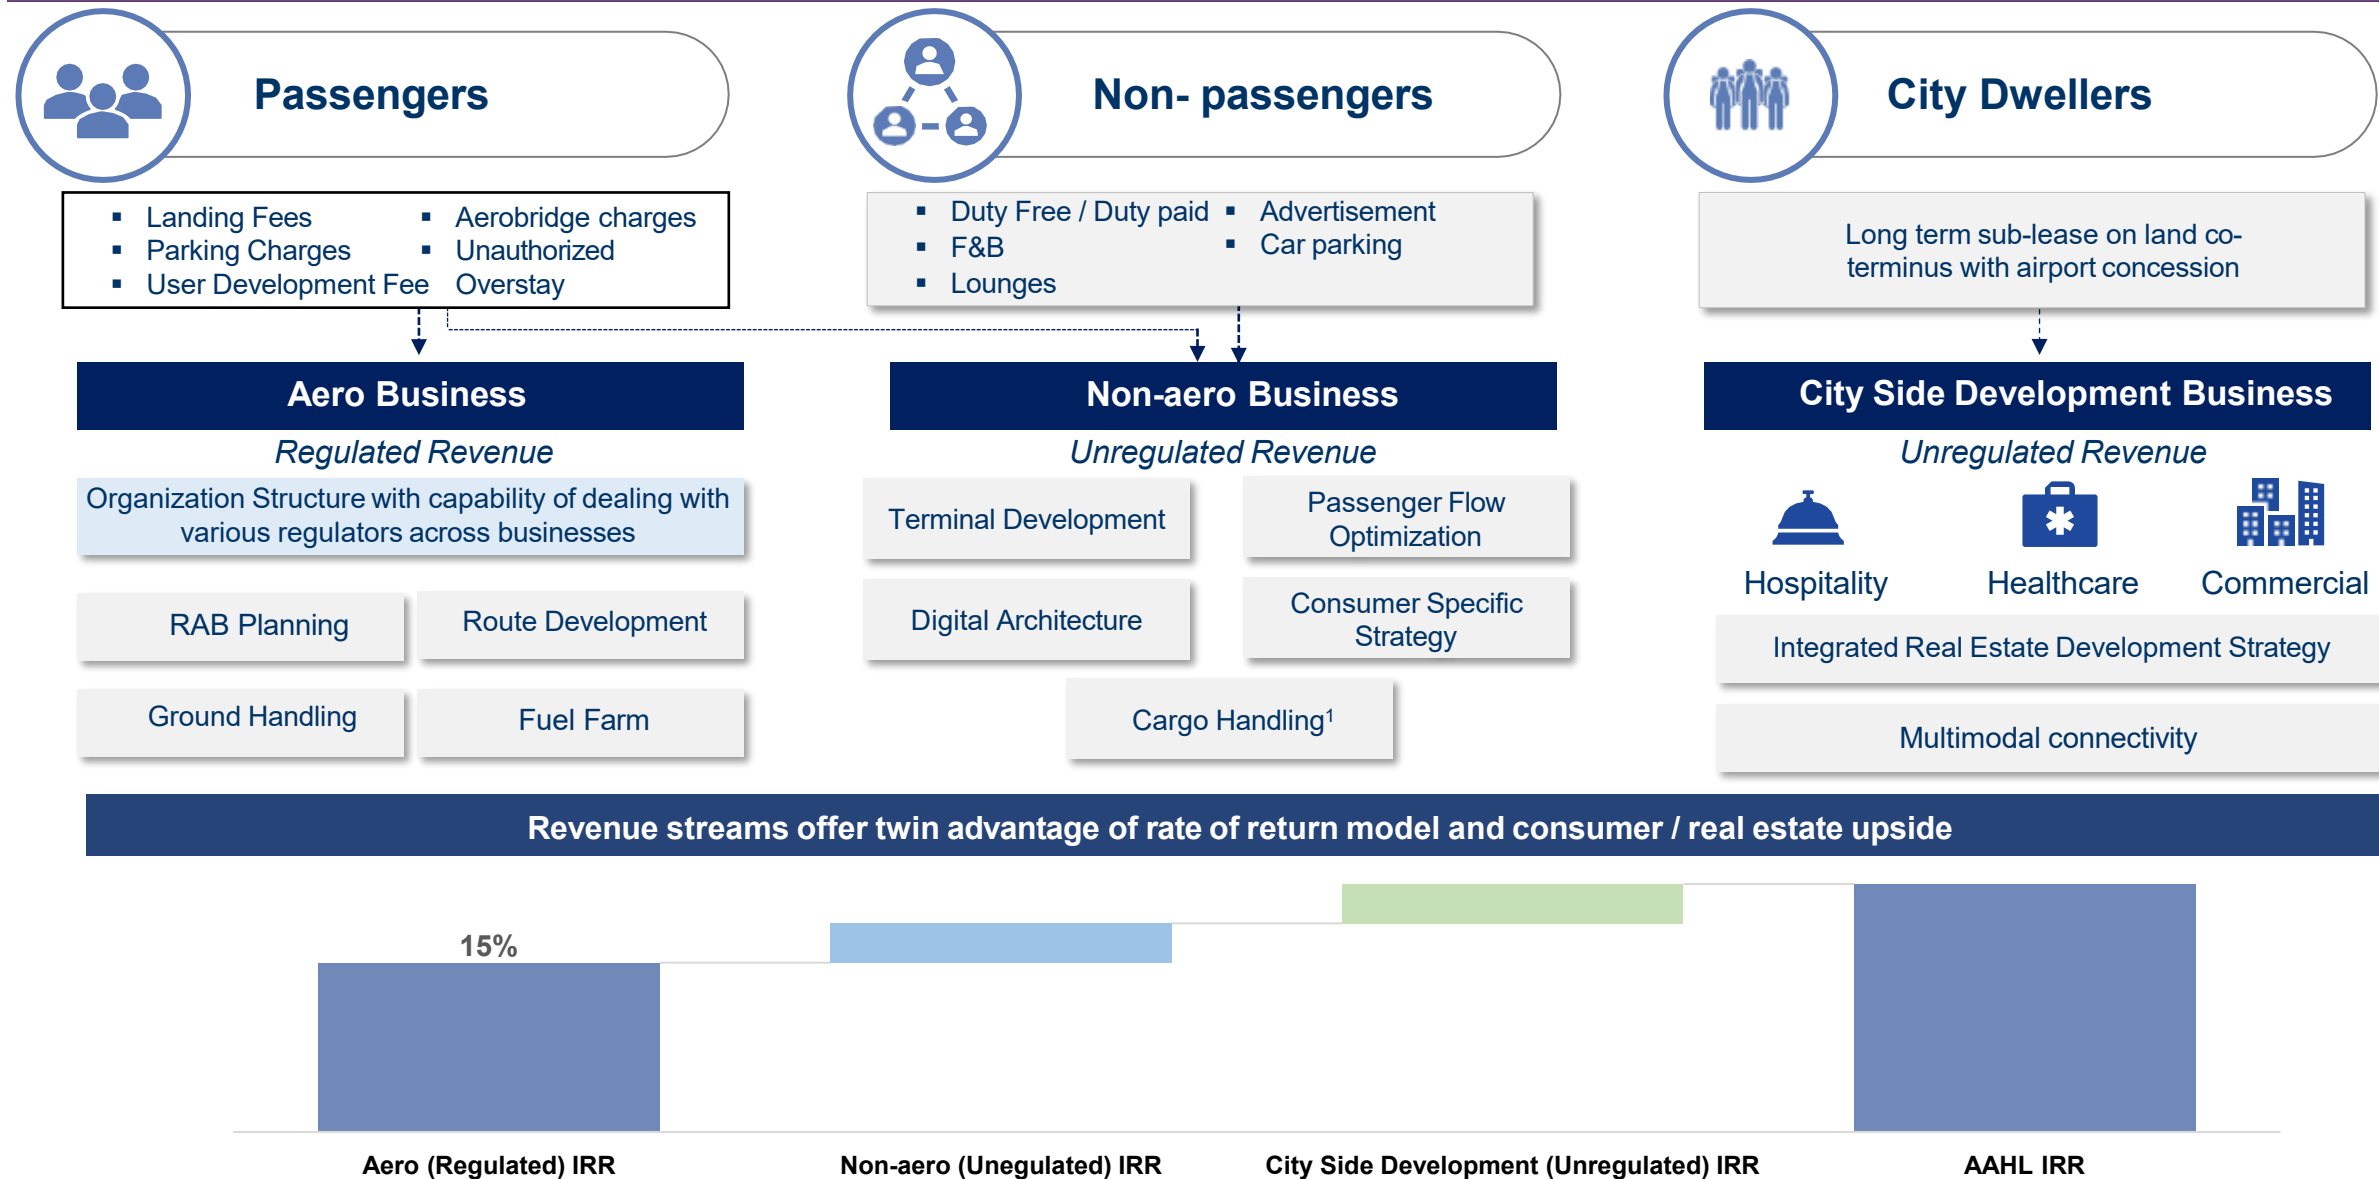 Passengers
Non- passengers
City Dwellers
▪ Landing Fees
▪ Parking Charges
▪ User Development Fee
▪ Aerobridge charges
▪ Unauthorized
Overstay
▪ Duty Free / Duty paid
▪ F&B
▪ Lounges
▪ Advertisement
▪ Car parking
Long term sub-lease on land co-
terminus with airport concession
Aero Business
Regulated Revenue
Organization Structure with capability of dealing with
various regulators across businesses
RAB Planning
Route Development
Ground Handling
Fuel Farm
Non-aero Business
Unregulated Revenue
Terminal Development
Passenger Flow
Optimization
Digital Architecture
Consumer Specific
Strategy
Cargo Handling¹
City Side Development Business
Unregulated Revenue
Hospitality
Healthcare
Commercial
Integrated Real Estate Development Strategy
Multimodal connectivity
Revenue streams offer twin advantage of rate of return model and consumer / real estate upside
15%
Aero (Regulated) IRR
Non-aero (Unegulated) IRR
City Side Development (Unregulated) IRR
AAHL IRR